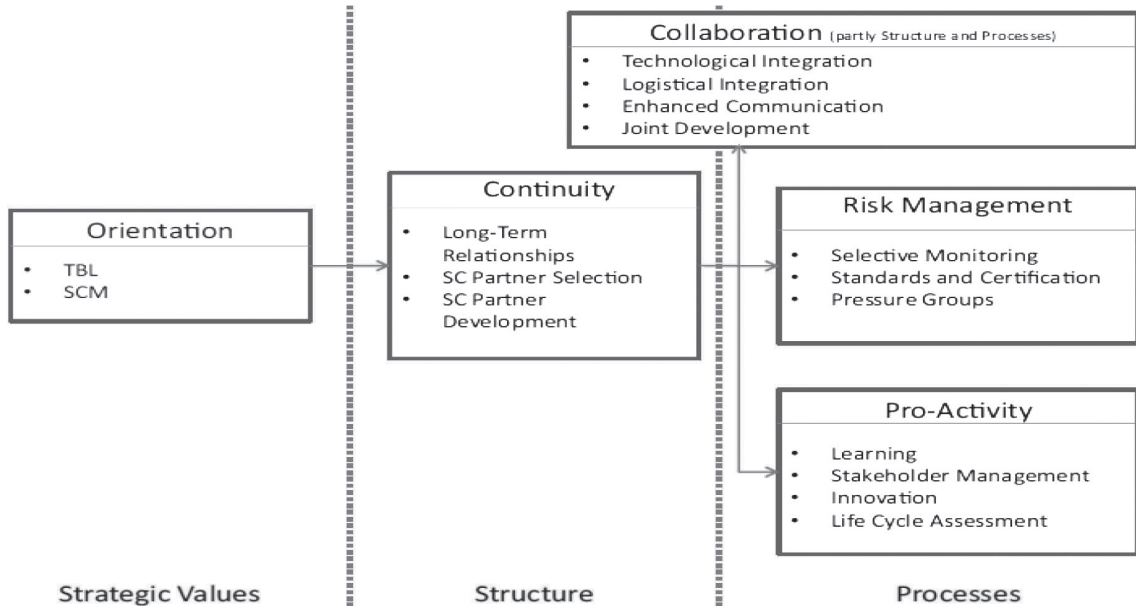 Collaboration (partly Structure and Processes)
• Technological Integration
• Logistical Integration
• Enhanced Communication
• Joint Development
Continuity
• Long-Term
Relationships
• SC Partner Selection
• SC Partner
Development
Risk Management
• Selective Monitoring
• Standards and Certification
• Pressure Groups
Orientation
• TBL
• SCM
Pro-Activity
• Learning
• Stakeholder Management
• Innovation
• Life Cycle Assessment
Strategic Values
Structure
Processes